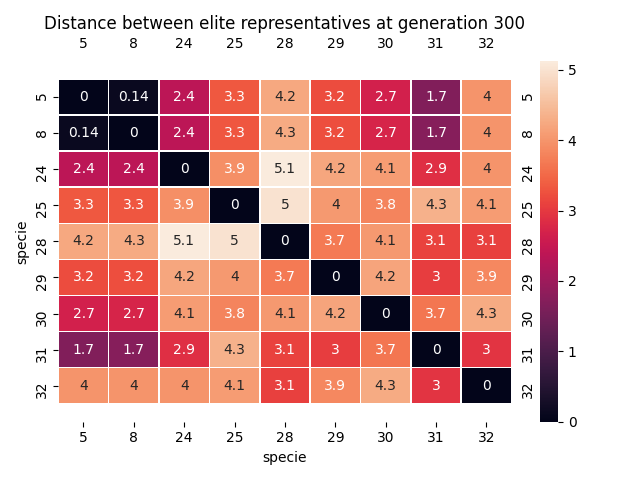 Distance between elite representatives at generation 300
5 8 24 25 28 29 30 31 32
5 0 0.14 2.4 3.3 4.2 3.2 2.7 1.7 4 5
8 0.14 0 2.4 3.3 4.3 3.2 2.7 1.7 4 8
24 2.4 2.4 0 3.9 5.1 4.2 4.1 2.9 4 24
25 3.3 3.3 3.9 0 5 4 3.8 4.3 4.1 25
28 4.2 4.3 5.1 5 0 3.7 4.1 3.1 3.1 28
29 3.2 3.2 4.2 4 3.7 0 4.2 3 3.9 29
30 2.7 2.7 4.1 3.8 4.1 4.2 0 3.7 4.3 30
31 1.7 1.7 2.9 4.3 3.1 3 3.7 0 3 31
32 4 4 4 4.1 3.1 3.9 4.3 3 0 32
5 8 24 25 28 29 30 31 32
specie
specie
5
4
3
2
1
0